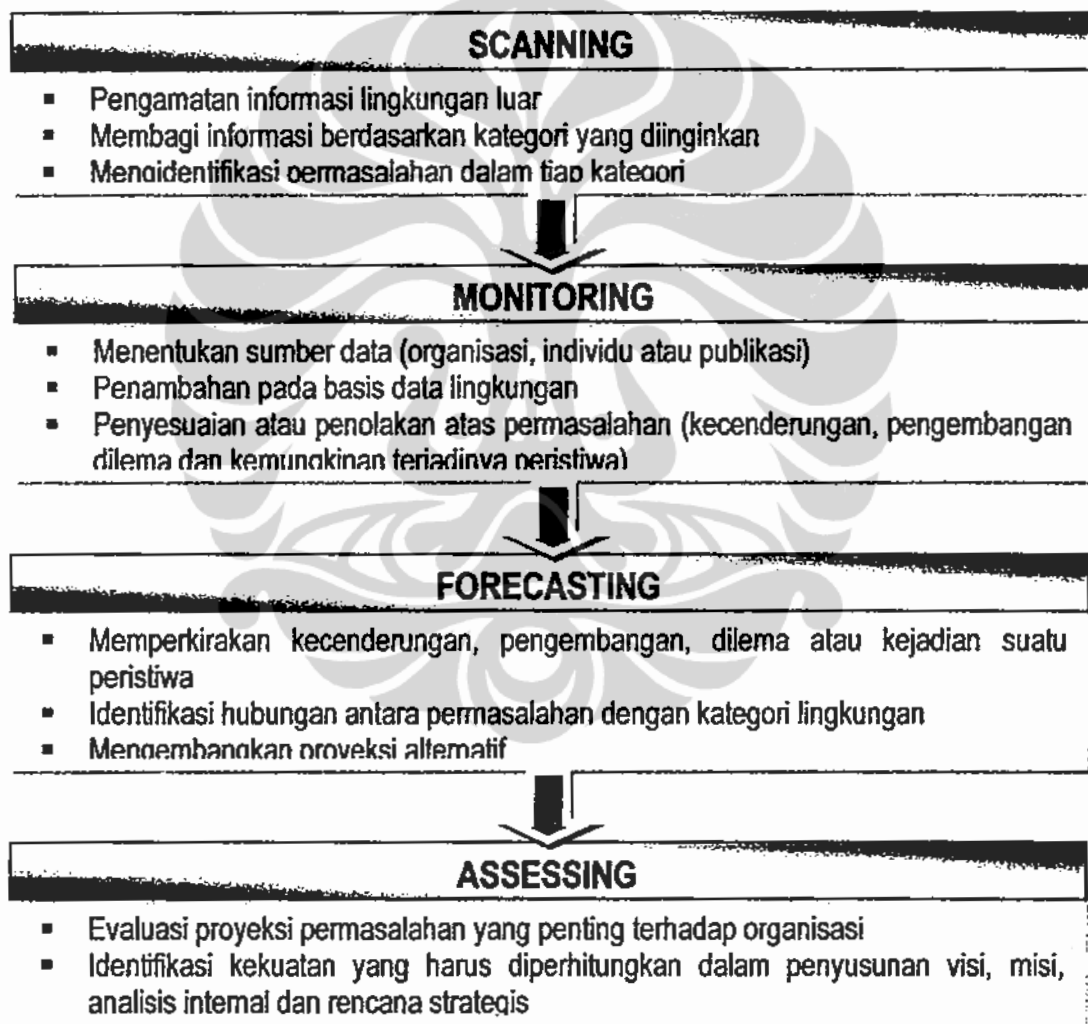 SCANNING
▪ Pengamatan informasi lingkungan luar
▪ Membagi informasi berdasarkan kategori yang diinginkan
▪ Mengidentifikasi permasalahan dalam tiap kategori
MONITORING
▪ Menentukan sumber data (organisasi, individu atau publikasi)
▪ Penambahan pada basis data lingkungan
▪ Penyesuaian atau penolakan atas permasalahan (kecenderungan, pengembangan
dilema dan kemungkinan terjadinya peristiwa)
FORECASTING
▪ Memperkirakan kecenderungan, pengembangan, dilema atau kejadian suatu
peristiwa
▪ Identifikasi hubungan antara permasalahan dengan kategori lingkungan
▪ Mengembangkan proyeksi alternatif
ASSESSING
▪ Evaluasi proyeksi permasalahan yang penting terhadap organisasi
▪ Identifikasi kekuatan yang harus diperhitungkan dalam penyusunan visi, misi,
analisis internal dan rencana strategis